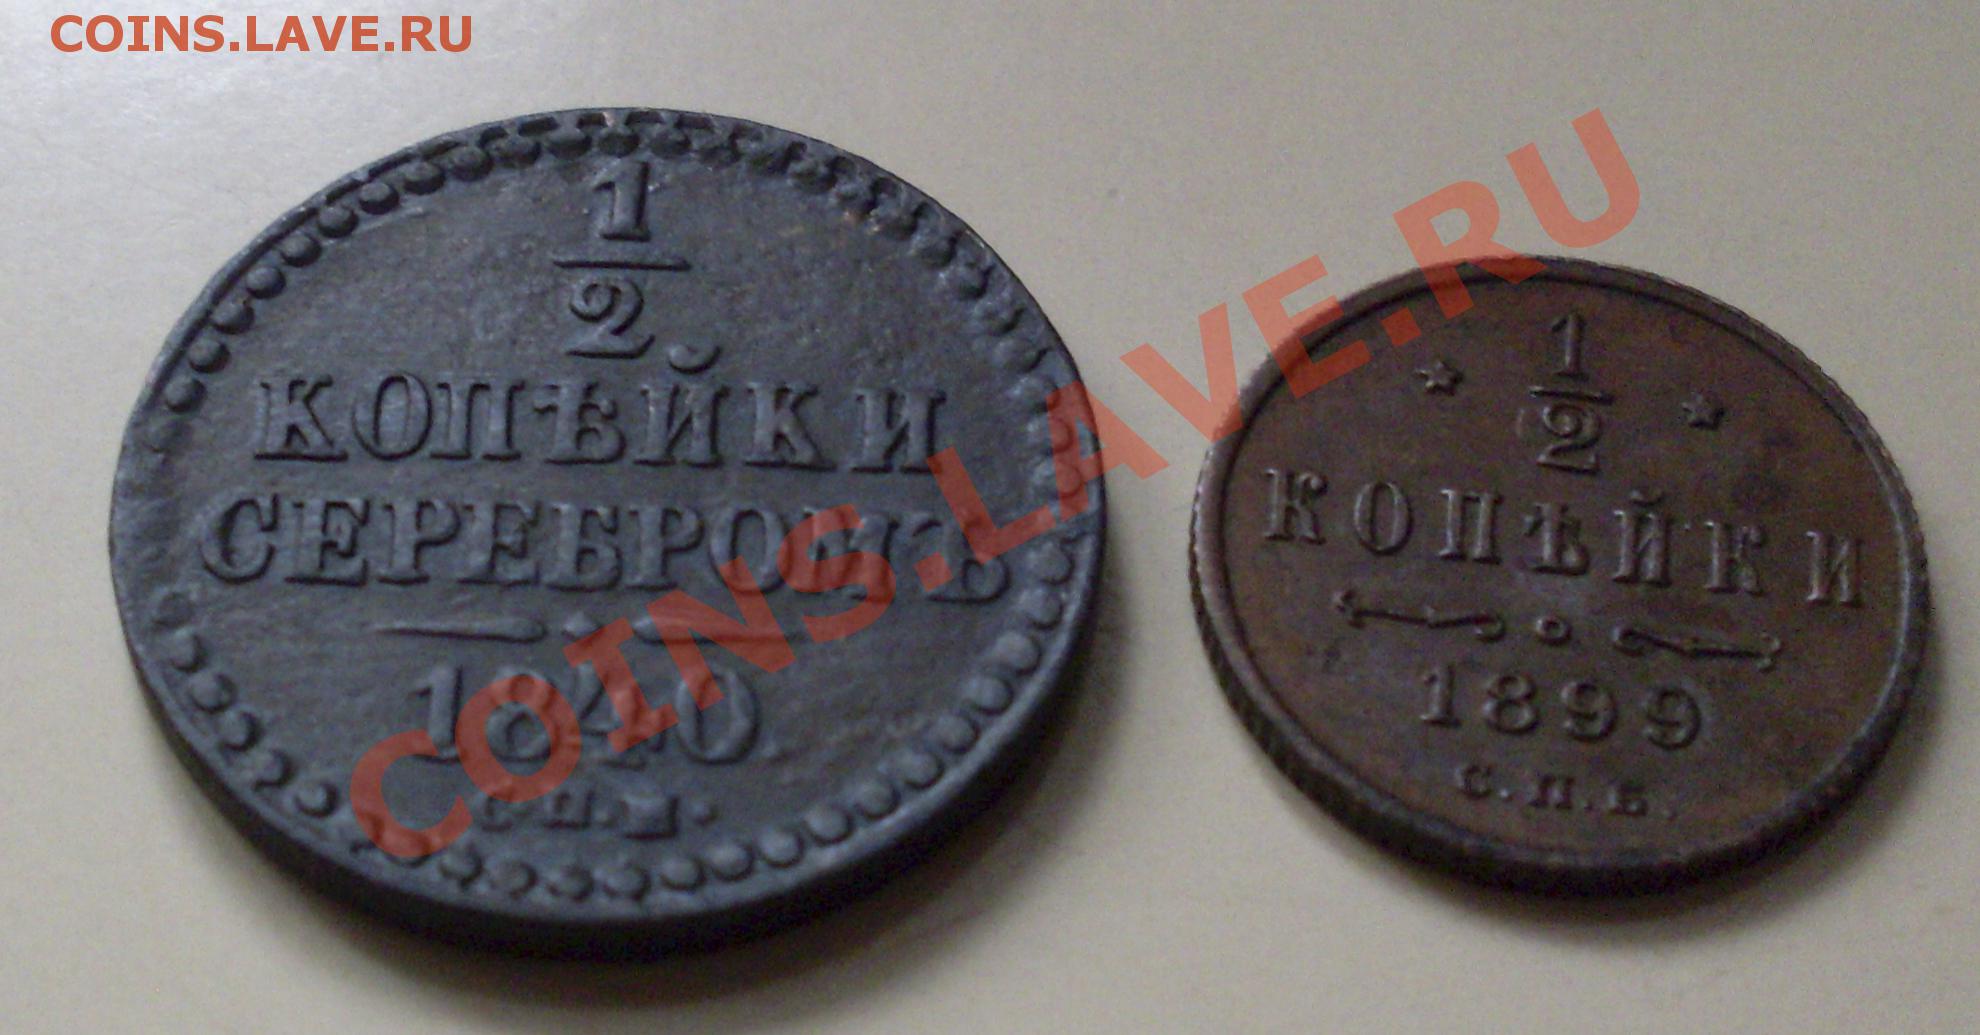 COINS.LAVE.RU
1
2
КОПѢЙКИ
СЕРЕБРОМЪ
1840
С.П.М.
1
2
КОПѢЙКИ
1899
С.П.Б.
COINS.LAVE.RU